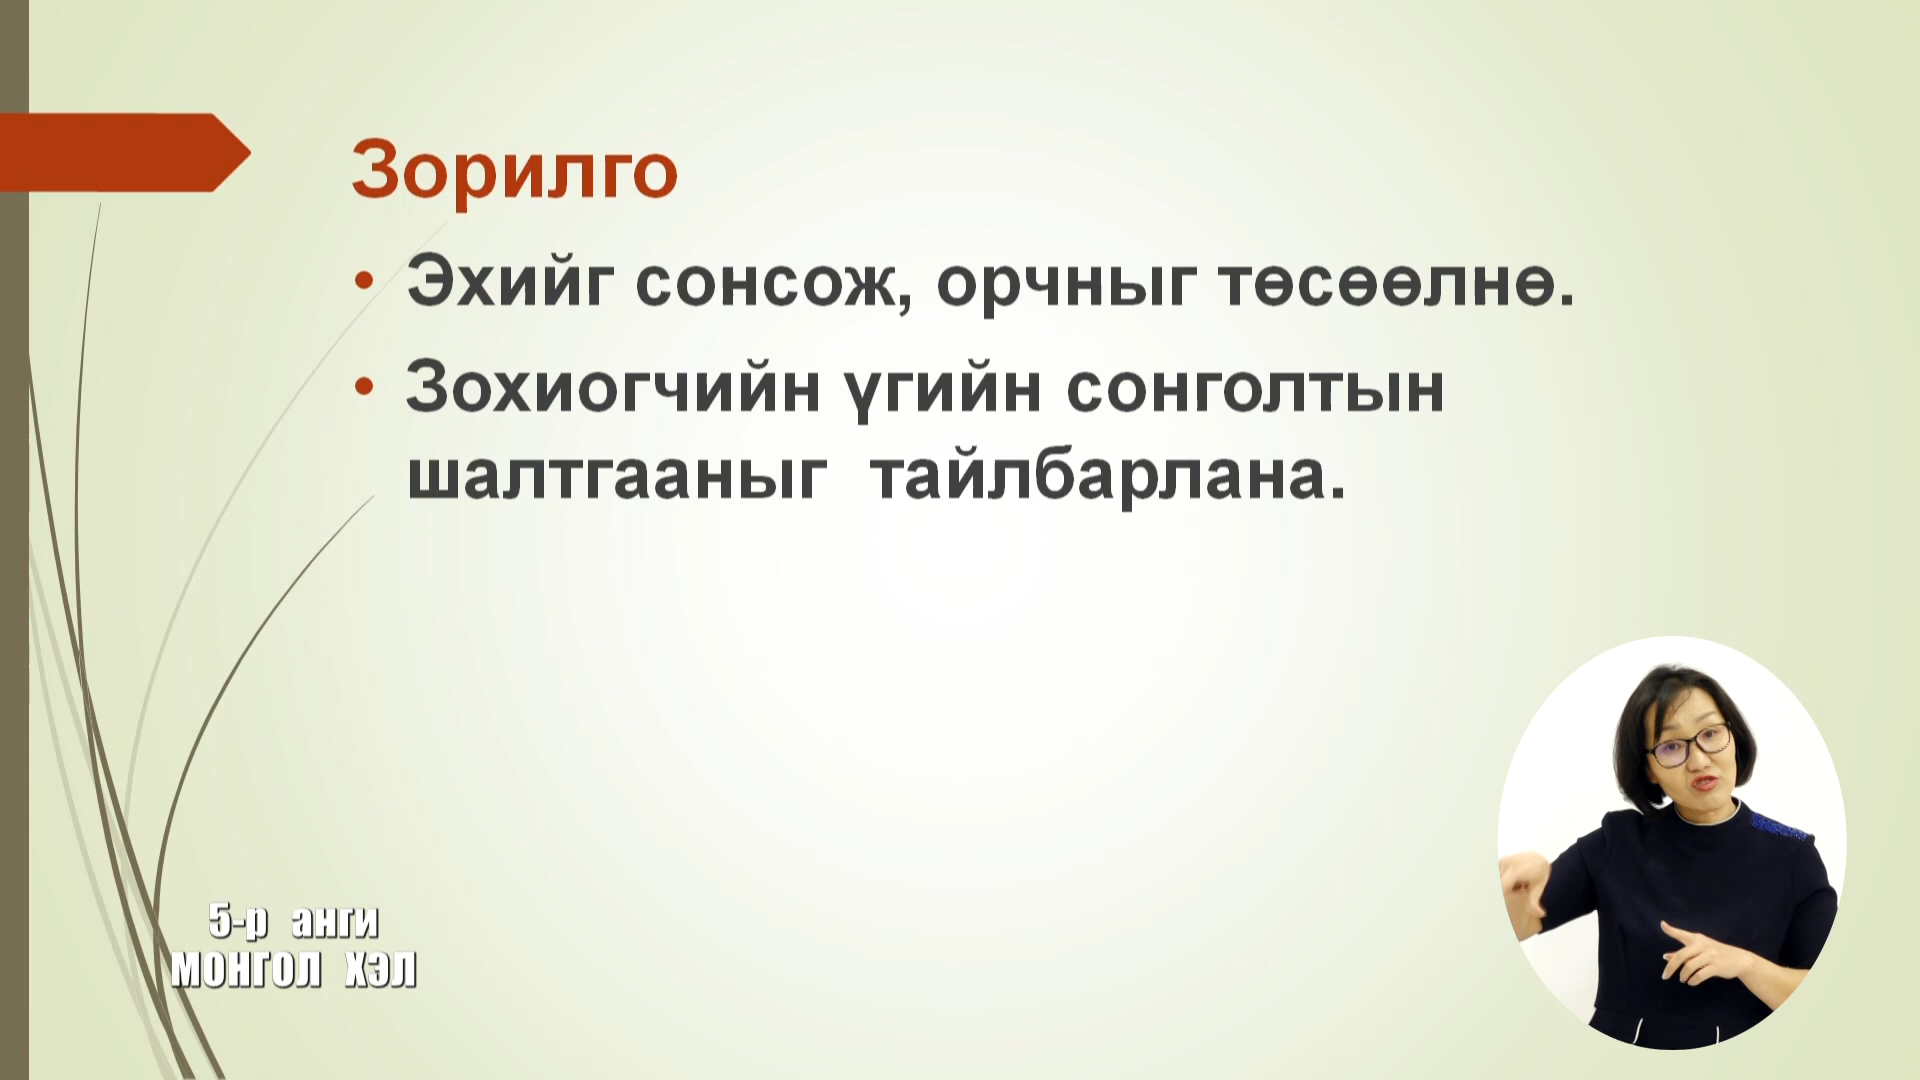 Зорилго
• Эхийг сонсож, орчныг төсөөлнө.
• Зохиогчийн үгийн сонголтын
шалтгааныг тайлбарлана.
5-р анги
МОНГОЛ ХЭЛ